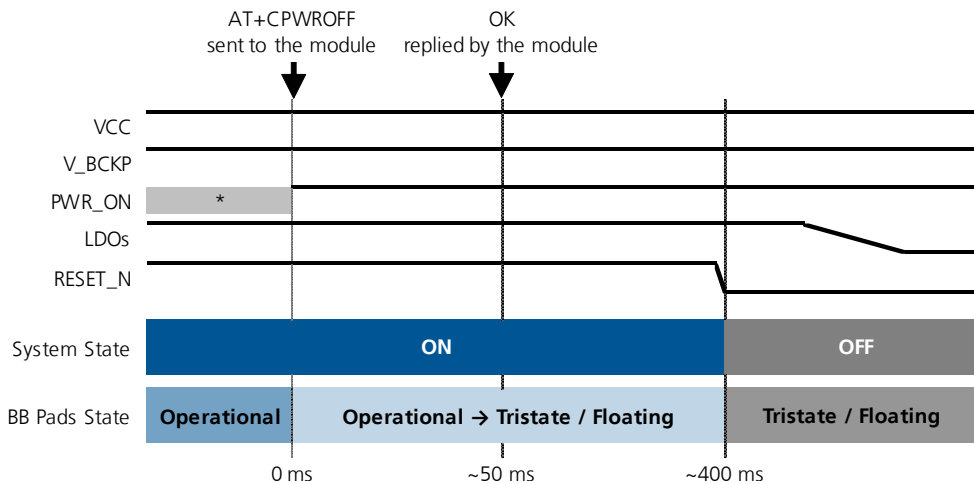 AT+CPWROFF
sent to the module
OK
replied by the module
VCC
V_BCKP
PWR_ON
*
LDOs
RESET_N
System State
ON
OFF
BB Pads State
Operational
Operational → Tristate / Floating
Tristate / Floating
0 ms
~50 ms
~400 ms